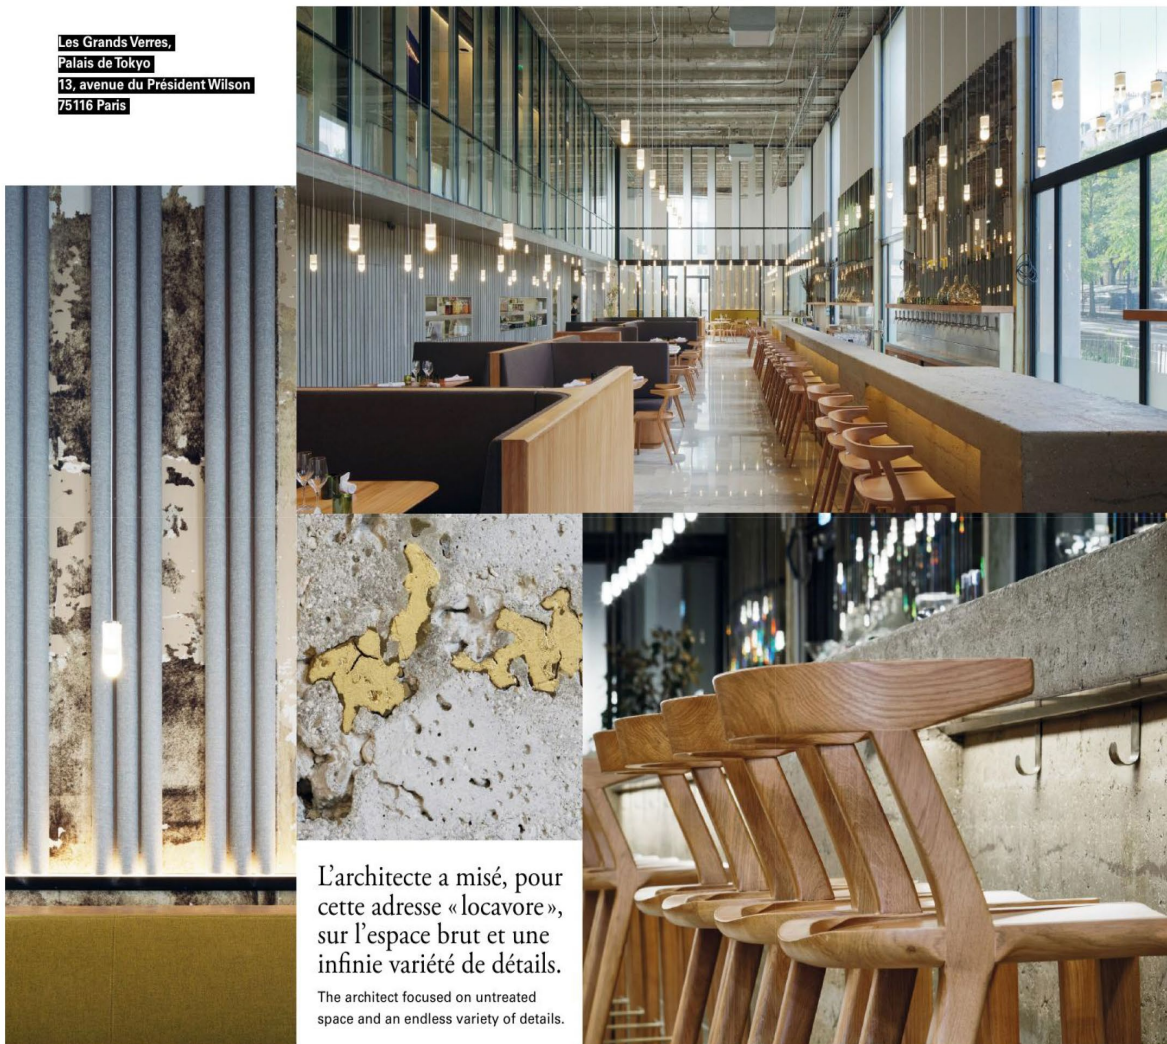 Les Grands Verres,
Palais de Tokyo
13, avenue du Président Wilson
75116 Paris
L’architecte a misé, pour
cette adresse « locavore »,
sur l’espace brut et une
infinie variété de détails.
The architect focused on untreated
space and an endless variety of details.